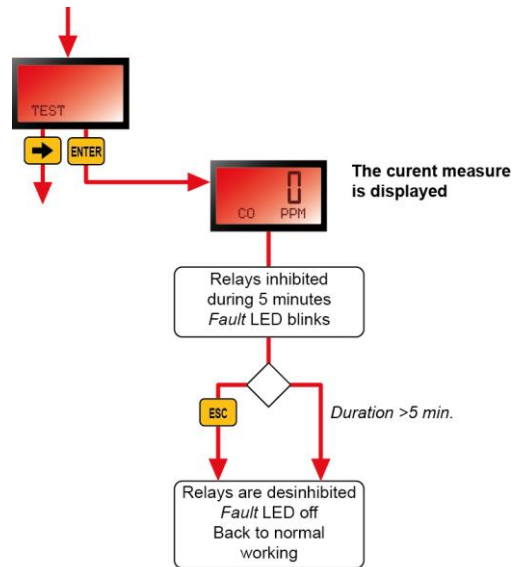 TEST
ENTER
0
CO PPM
The curent measure
is displayed
Relays inhibited
during 5 minutes
Fault LED blinks
ESC
Duration >5 min.
Relays are desinhibited
Fault LED off
Back to normal
working